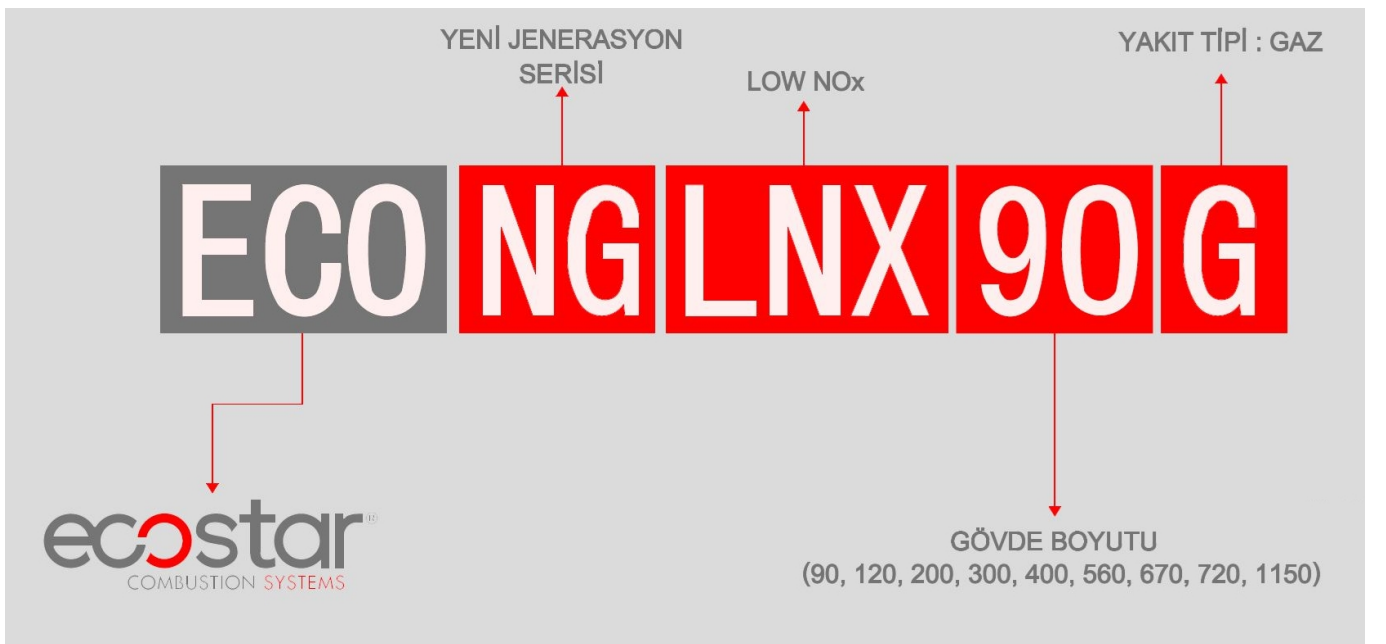 YENİ JENERASYON
SERİSİ
LOW NOx
YAKIT TİPİ : GAZ
ECO NG LNX 90 G
ecostar®
COMBUSTION SYSTEMS
GÖVDE BOYUTU
(90, 120, 200, 300, 400, 560, 670, 720, 1150)